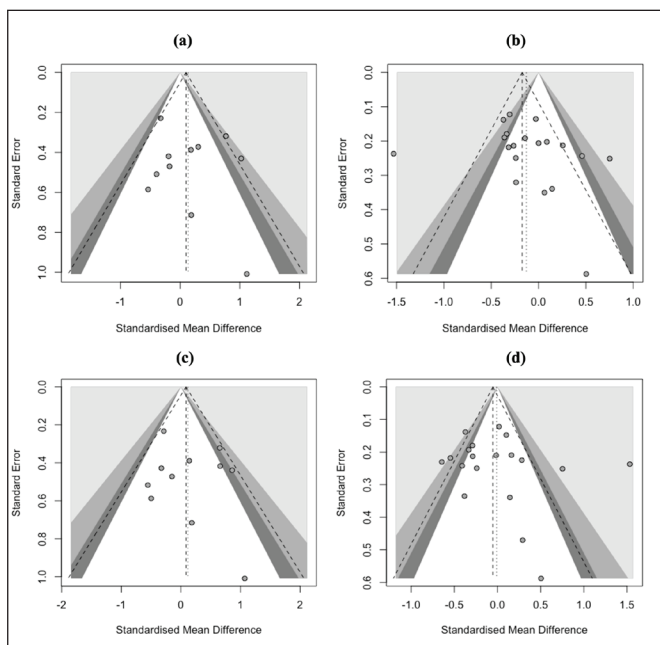 (a)
0.0
0.2
0.4
0.6
0.8
1.0
Standard Error
-1 0 1 2
Standardised Mean Difference
(b)
0.0
0.1
0.2
0.3
0.4
0.5
0.6
Standard Error
-1.5 -1.0 -0.5 0.0 0.5 1.0
Standardised Mean Difference
(c)
0.0
0.2
0.4
0.6
0.8
1.0
Standard Error
-2 -1 0 1 2
Standardised Mean Difference
(d)
0.0
0.1
0.2
0.3
0.4
0.5
0.6
Standard Error
-1.0 -0.5 0.0 0.5 1.0 1.5
Standardised Mean Difference